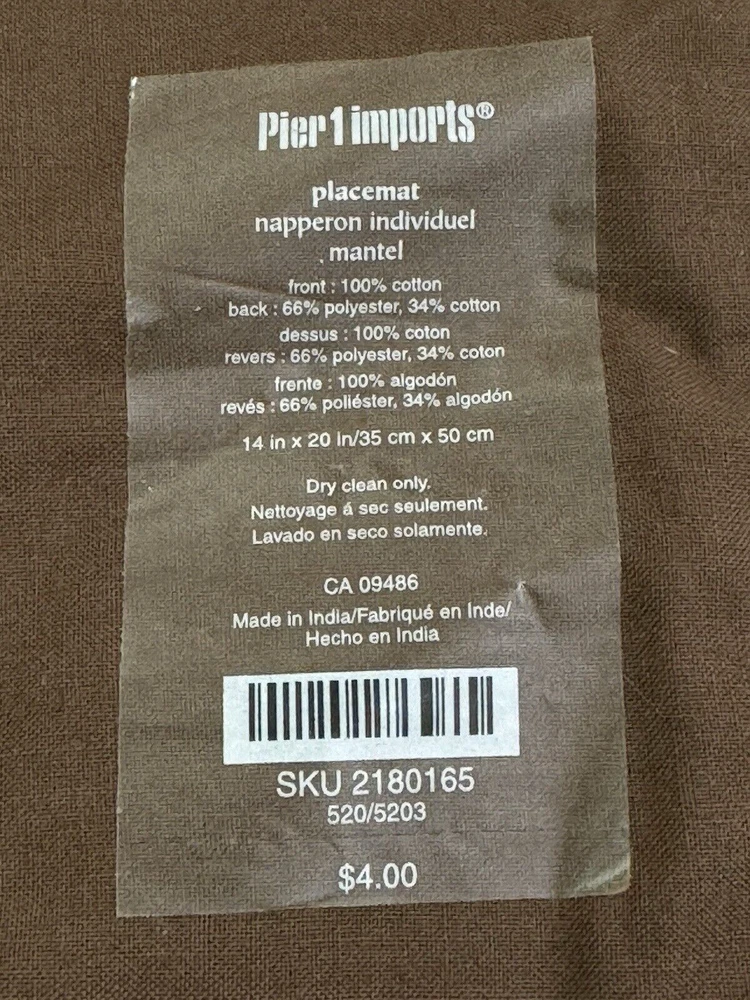 Pier 1 imports®
placemat
napperon individuel
mantel
front : 100% cotton
back : 66% polyester, 34% cotton
dessus : 100% coton
revers : 66% polyester, 34% coton
frente : 100% algodón
revés : 66% poliéster, 34% algodón
14 in x 20 in/35 cm x 50 cm
Dry clean only.
Nettoyage á sec seulement.
Lavado en seco solamente.
CA 09486
Made in India/Fabriqué en Inde/
Hecho en India
SKU 2180165
520/5203
$4.00